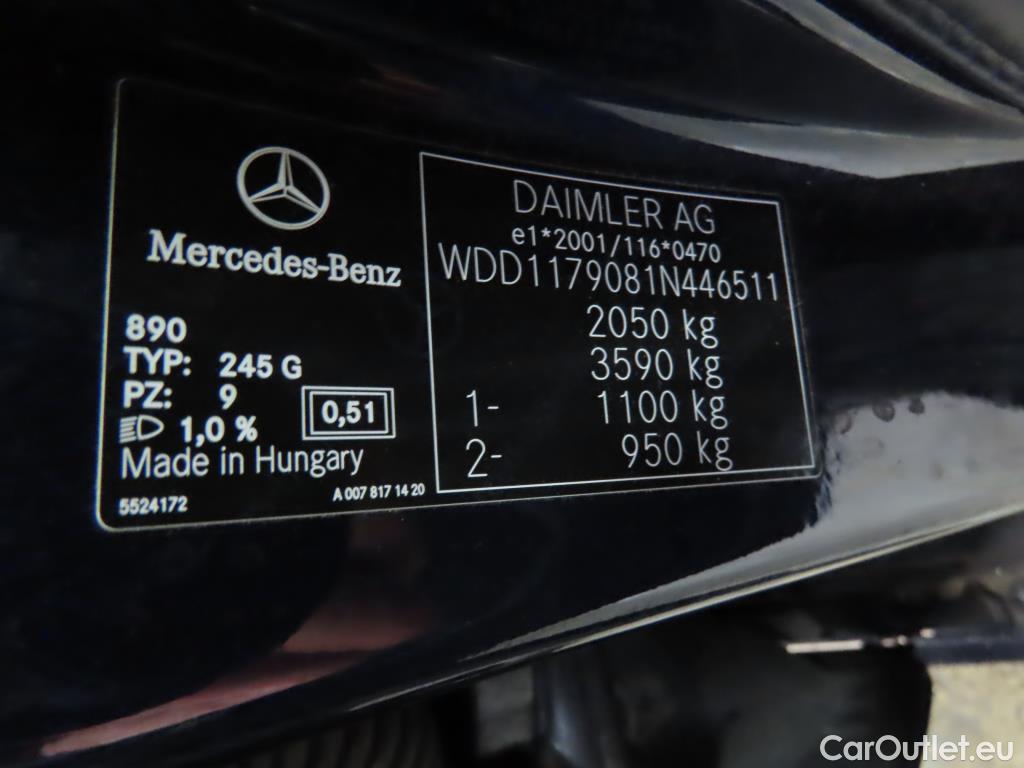 Mercedes-Benz
890
TYP: 245 G
PZ: 9
1,0 %
0,51
Made in Hungary
5524172
A 007 817 14 20
DAIMLER AG
e1*2001/116*0470
WDD1179081N446511
2050 kg
3590 kg
1- 1100 kg
2- 950 kg
CarOutlet.eu